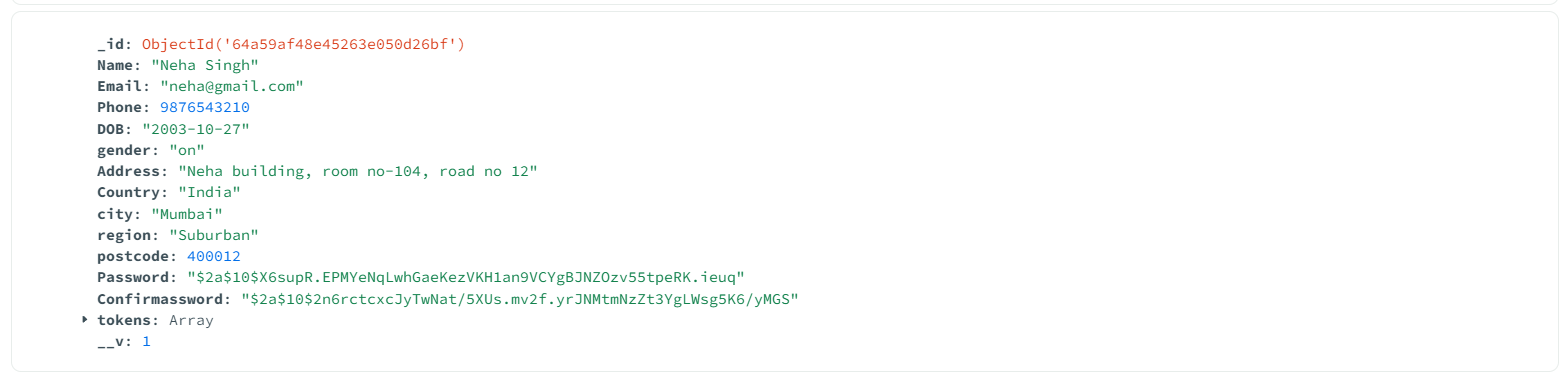 _id: ObjectId('64a59af48e45263e050d26bf')
Name: "Neha Singh"
Email: "neha@gmail.com"
Phone: 9876543210
DOB: "2003-10-27"
gender: "on"
Address: "Neha building, room no-104, road no 12"
Country: "India"
city: "Mumbai"
region: "Suburban"
postcode: 400012
Password: "$2a$10$X6supR.EPMYeNqLwhGaeKezVKH1an9VCYgBJNZOzv55tpeRK.ieuq"
Confirmassword: "$2a$10$2n6rctcxcJyTwNat/5XUs.mv2f.yrJNMtmNzZt3YgLWsg5K6/yMGS"
tokens: Array
__v: 1